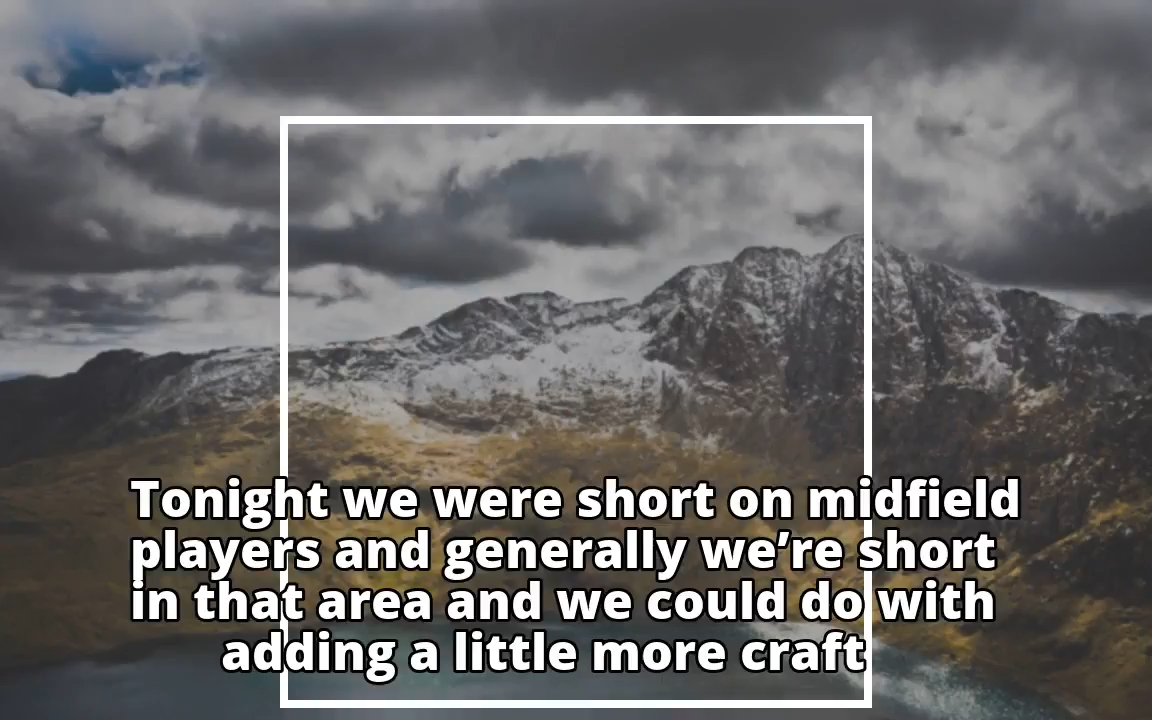 Tonight we were short on midfield
players and generally we’re short
in that area and we could do with
adding a little more craft